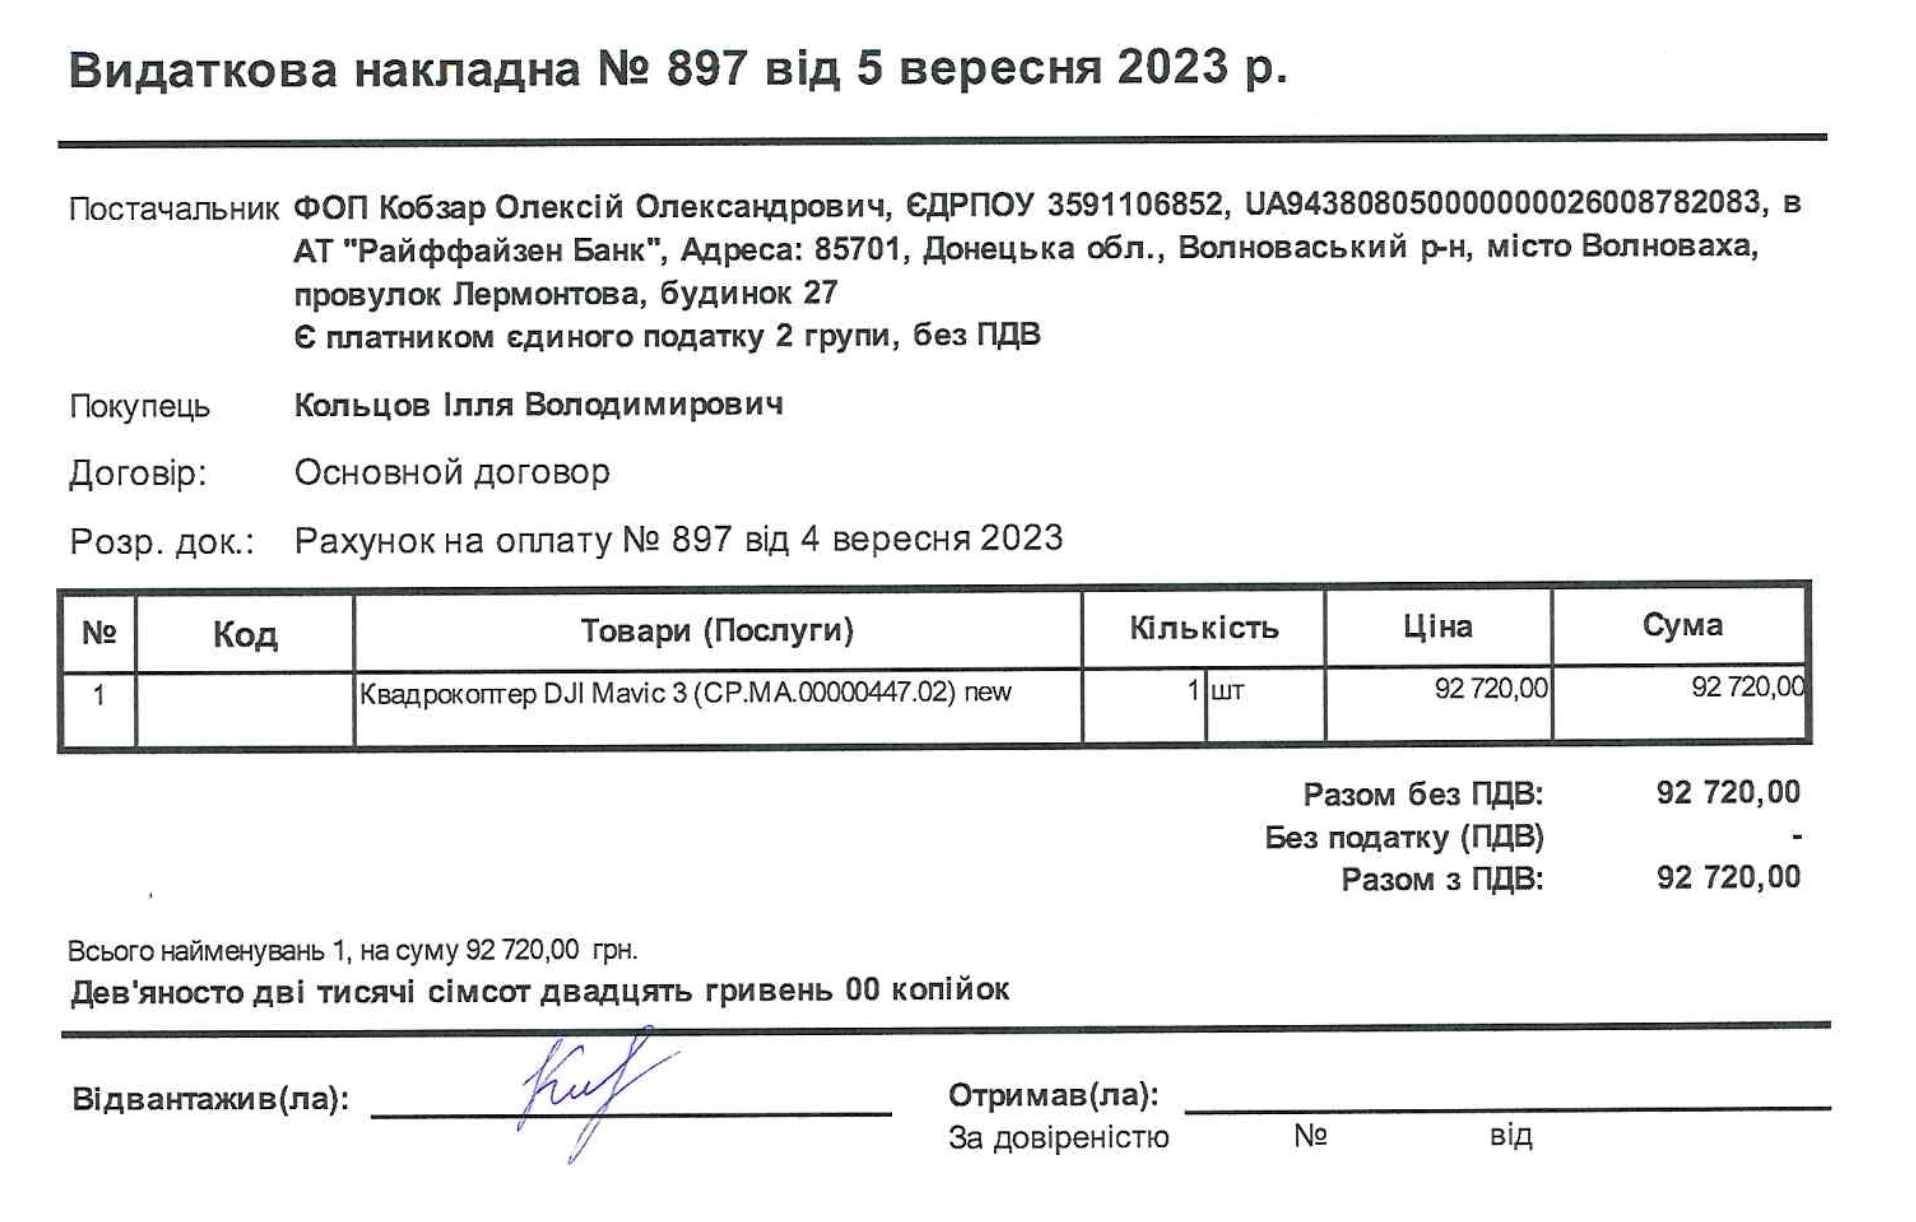 Видаткова накладна № 897 від 5 вересня 2023 р.
Постачальник ФОП Кобзар Олексій Олександрович, ЄДРПОУ 3591106852, UA943808050000000026008782083, в
АТ "Райффайзен Банк", Адреса: 85701, Донецька обл., Волноваський р-н, місто Волноваха,
провулок Лермонтова, будинок 27
Є платником єдиного податку 2 групи, без ПДВ
Покупець Кольцов Ілля Володимирович
Договір: Основной договор
Розр. док.: Рахунок на оплату № 897 від 4 вересня 2023
№ Код Товари (Послуги) Кількість Ціна Сума
1 Квадрокоптер DJI Mavic 3 (CP.MA.00000447.02) new 1 шт 92 720,00 92 720,00
Разом без ПДВ: 92 720,00
Без податку (ПДВ) -
Разом з ПДВ: 92 720,00
Всього найменувань 1, на суму 92 720,00 грн.
Дев'яносто дві тисячі сімсот двадцять гривень 00 копійок
Відвантажив(ла): Отримав(ла):
За довіреністю № від